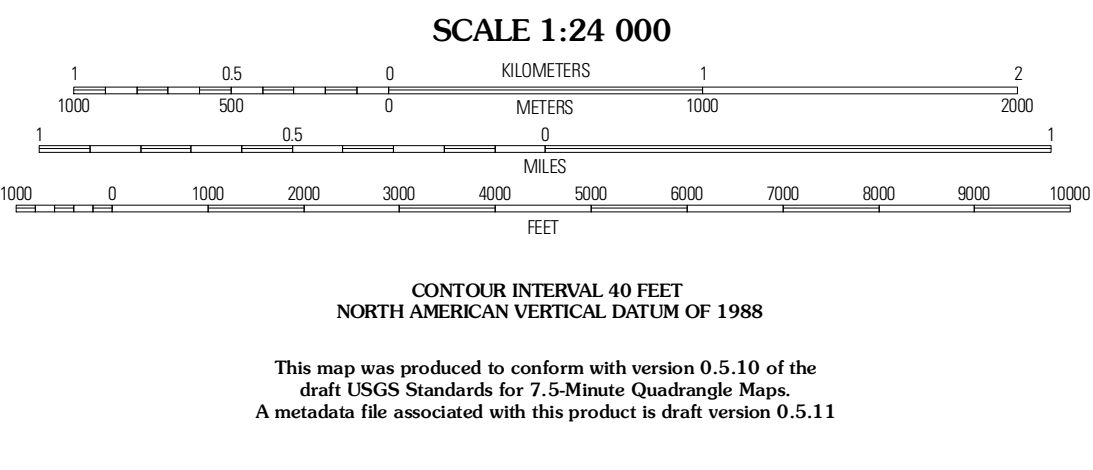 SCALE 1:24 000
1 0.5 0 KILOMETERS 1 2
1000 500 0 METERS 1000 2000
1 0.5 0 1
MILES
1000 0 1000 2000 3000 4000 5000 6000 7000 8000 9000 10000
FEET
CONTOUR INTERVAL 40 FEET
NORTH AMERICAN VERTICAL DATUM OF 1988
This map was produced to conform with version 0.5.10 of the
draft USGS Standards for 7.5-Minute Quadrangle Maps.
A metadata file associated with this product is draft version 0.5.11